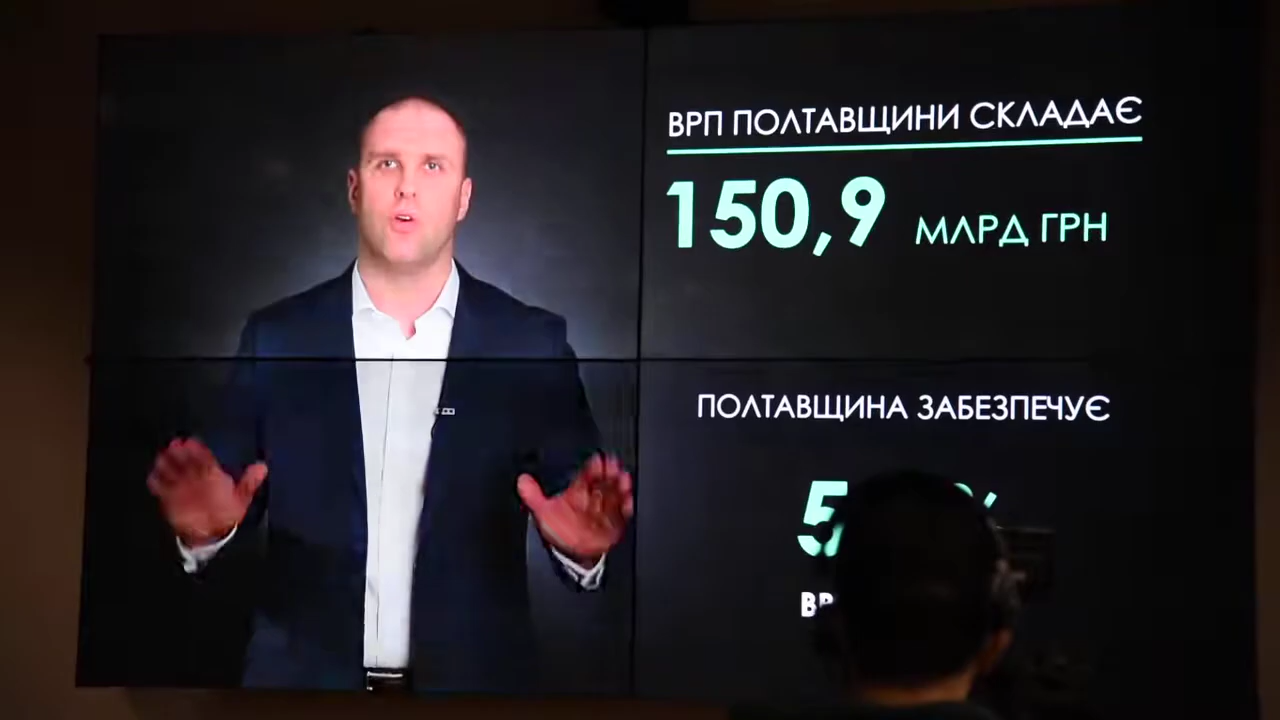 ВРП ПОЛТАВЩИНИ СКЛАДАЄ
150,9 МЛРД ГРН
ПОЛТАВЩИНА ЗАБЕЗПЕЧУЄ